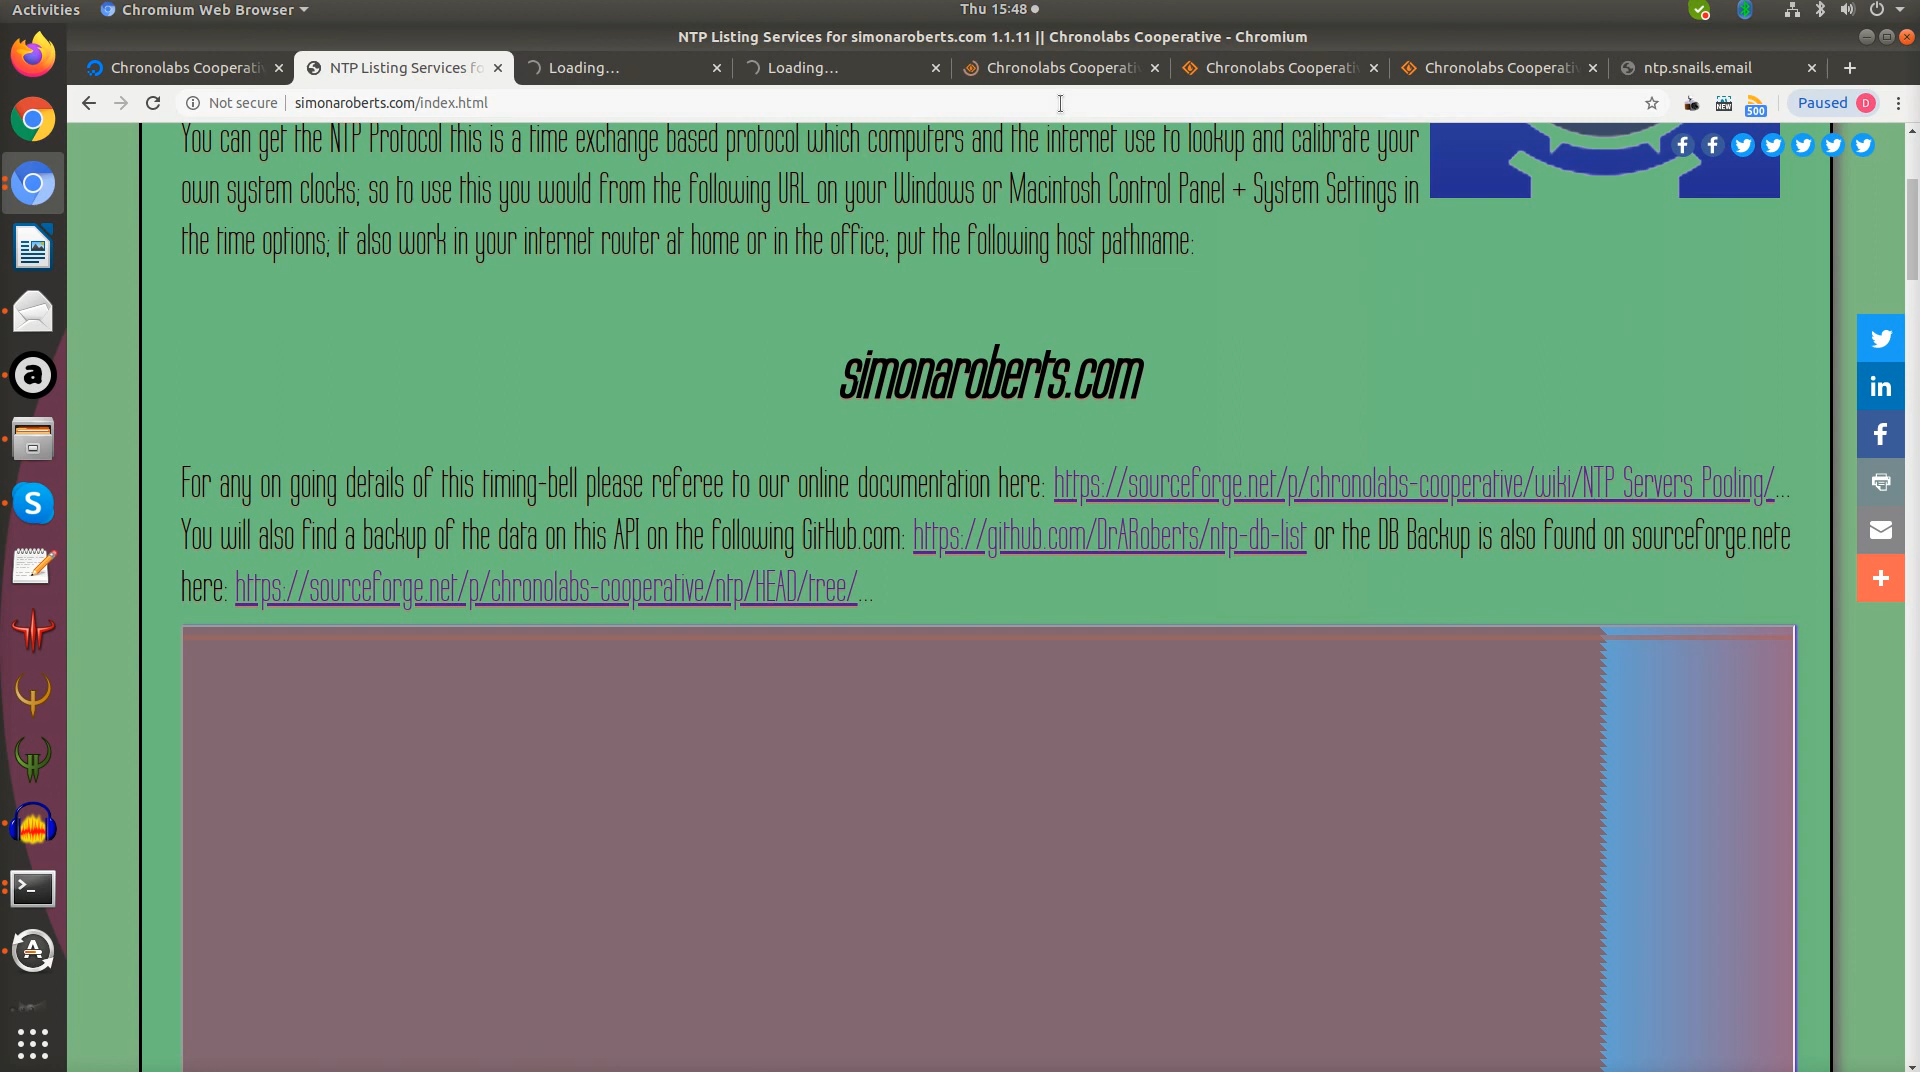 Activities Chromium Web Browser Thu 15:48
NTP Listing Services for simonaroberts.com 1.1.11 || Chronolabs Cooperative - Chromium
Chronolabs Cooperati NTP Listing Services fo Loading... Loading... Chronolabs Cooperati Chronolabs Cooperati Chronolabs Cooperati ntp.snails.email
Not secure simonaroberts.com/index.html NEW 500 Paused D
You can get the NTP Protocol this is a time exchange based protocol which computers and the internet use to lookup and calibrate your
own system clocks; so to use this you would from the following URL on your Windows or Macintosh Control Panel + System Settings in
the time options; it also work in your internet router at home or in the office; put the following host pathname:
simonaroberts.com
For any on going details of this timing-bell please referee to our online documentation here: https://sourceforge.net/p/chronolabs-cooperative/wiki/NTP Servers Pooling/...
You will also find a backup of the data on this API on the following GitHub.com: https://github.com/DrARoberts/ntp-db-list or the DB Backup is also found on sourceforge.nete
here: https://sourceforge.net/p/chronolabs-cooperative/ntp/HEAD/tree/...